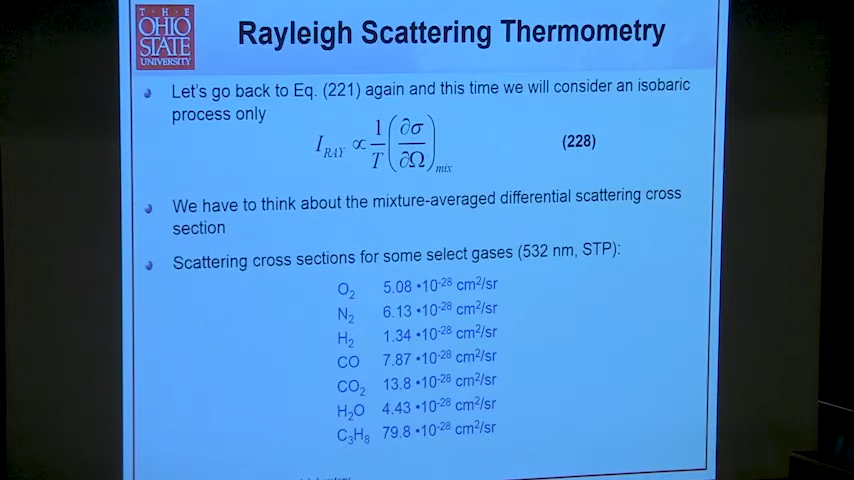 T · H · E
OHIO
STATE
UNIVERSITY
Rayleigh Scattering Thermometry
Let's go back to Eq. (221) again and this time we will consider an isobaric
process only
I_RAY ∝ 1/T (∂σ/∂Ω)_mix (228)
We have to think about the mixture-averaged differential scattering cross
section
Scattering cross sections for some select gases (532 nm, STP):
O₂ 5.08 •10⁻²⁸ cm²/sr
N₂ 6.13 •10⁻²⁸ cm²/sr
H₂ 1.34 •10⁻²⁸ cm²/sr
CO 7.87 •10⁻²⁸ cm²/sr
CO₂ 13.8 •10⁻²⁸ cm²/sr
H₂O 4.43 •10⁻²⁸ cm²/sr
C₃H₈ 79.8 •10⁻²⁸ cm²/sr